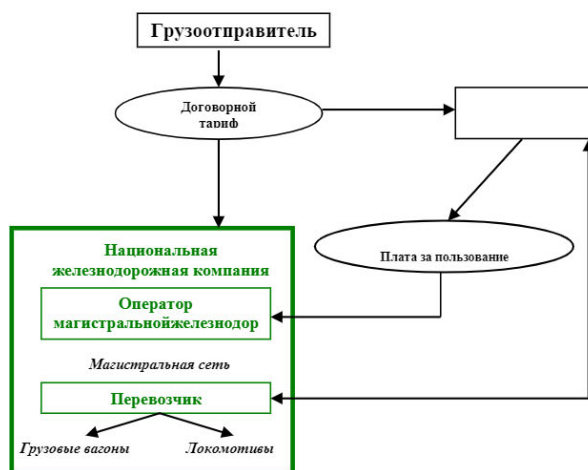 Грузоотправитель
Договорной
тариф
Национальная
железнодорожная компания
Плата за пользование
Оператор
магистральнойжелезнодор
Магистральная сеть
Перевозчик
Грузовые вагоны
Локомотивы